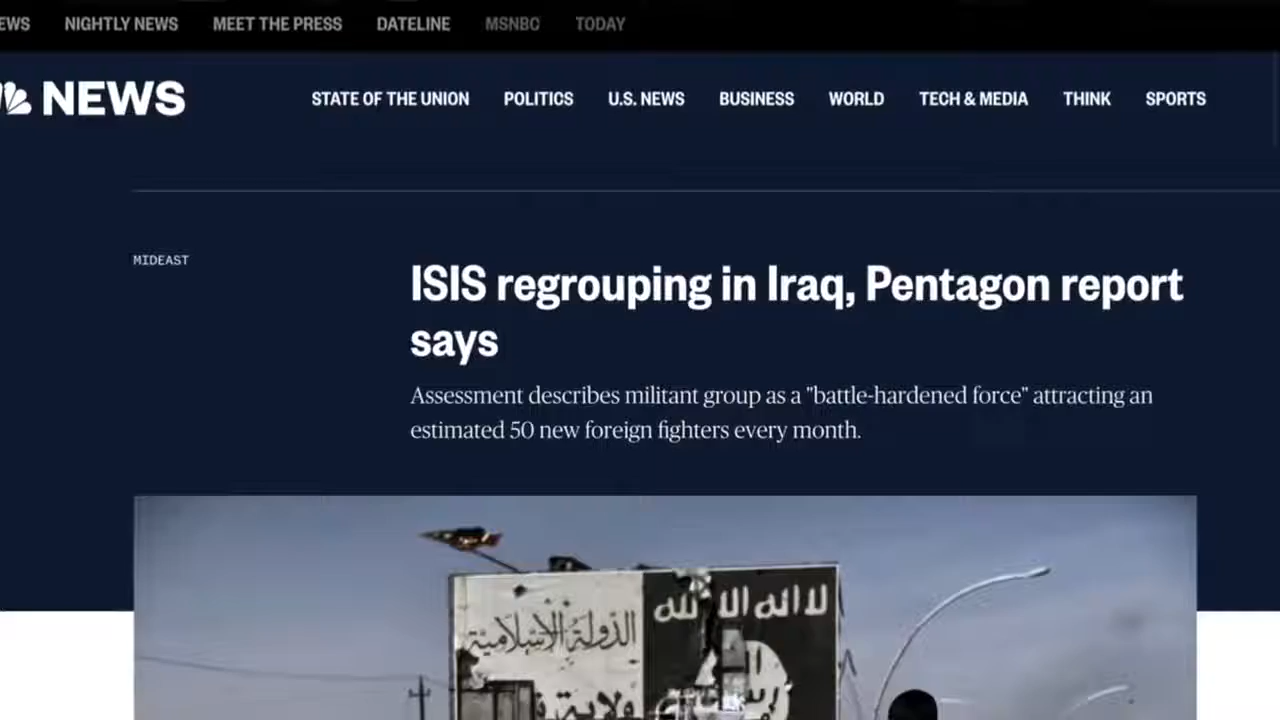 EWS NIGHTLY NEWS MEET THE PRESS DATELINE MSNBC TODAY
NEWS STATE OF THE UNION POLITICS U.S. NEWS BUSINESS WORLD TECH & MEDIA THINK SPORTS
MIDEAST
ISIS regrouping in Iraq, Pentagon report
says
Assessment describes militant group as a "battle-hardened force" attracting an
estimated 50 new foreign fighters every month.
الدولة الإسلامية
لا اله الا الله
ولاية